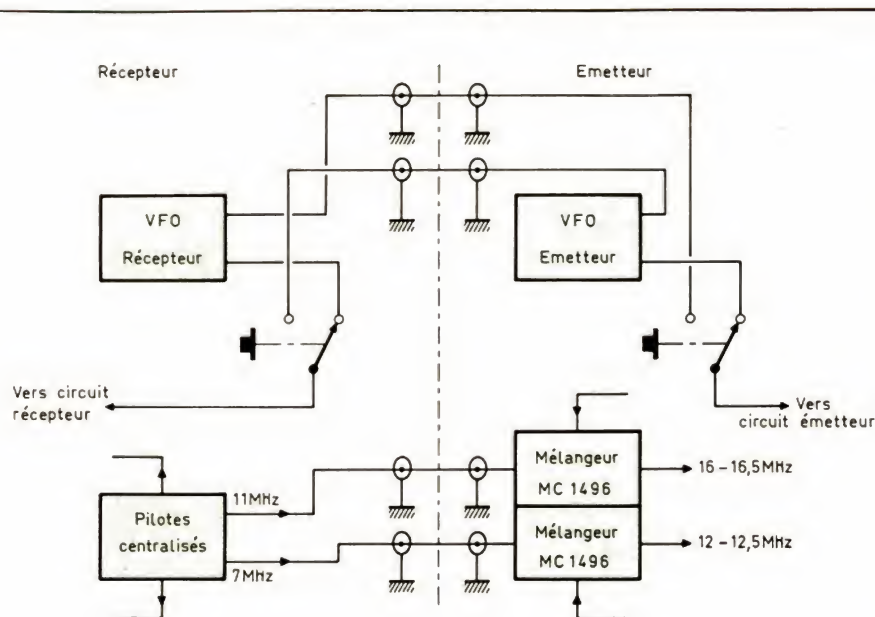 Récepteur
Emetteur
VFO
Récepteur
VFO
Emetteur
Vers circuit
récepteur
Vers
circuit émetteur
Pilotes
centralisés
11MHz
7MHz
Mélangeur
MC 1496
16-16,5MHz
Mélangeur
MC 1496
12-12,5MHz